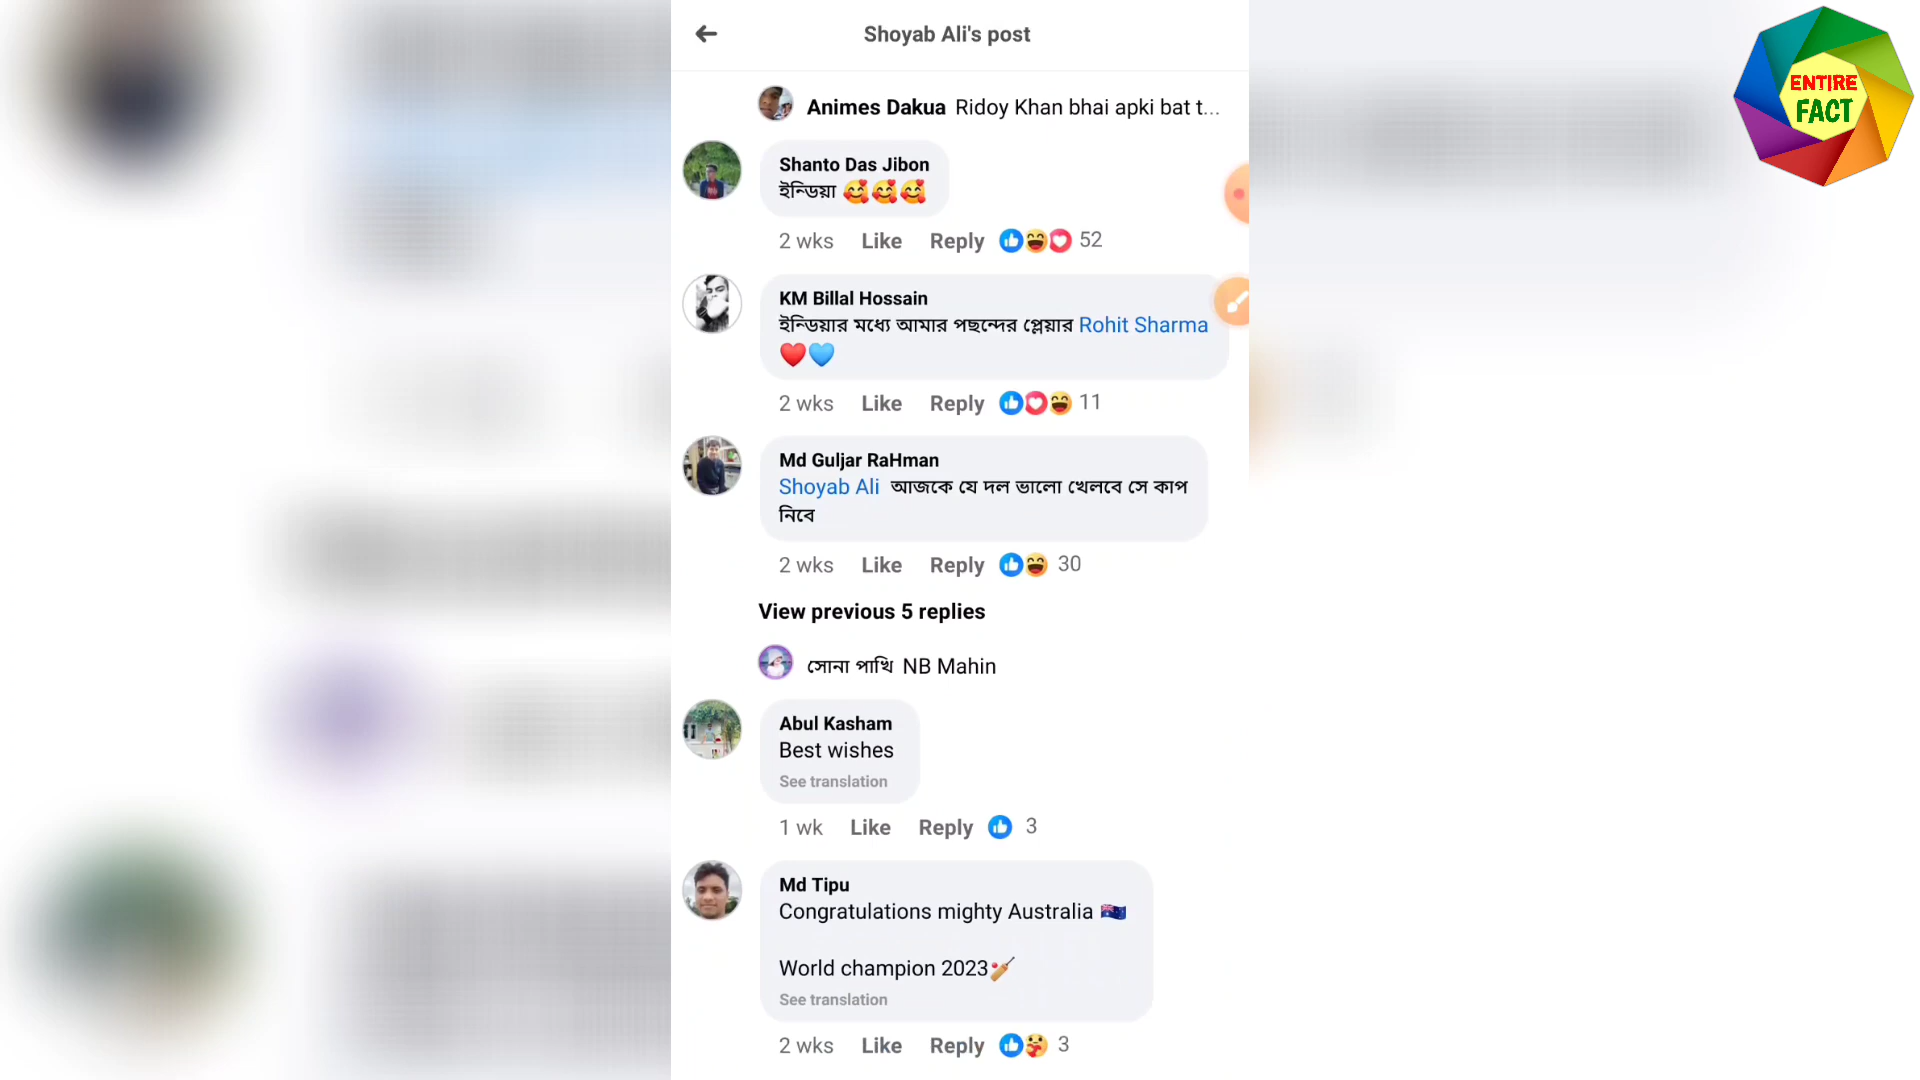 Shoyab Ali's post
ENTIRE
FACT
Animes Dakua Ridoy Khan bhai apki bat t...
Shanto Das Jibon
ইন্ডিয়া 🥰🥰🥰
2 wks Like Reply 52
KM Billal Hossain
ইন্ডিয়ার মধ্যে আমার পছন্দের প্লেয়ার Rohit Sharma
❤️💙
2 wks Like Reply 11
Md Guljar RaHman
Shoyab Ali আজকে যে দল ভালো খেলবে সে কাপ
নিবে
2 wks Like Reply 30
View previous 5 replies
সোনা পাখি NB Mahin
Abul Kasham
Best wishes
See translation
1 wk Like Reply 3
Md Tipu
Congratulations mighty Australia 🇦🇺
World champion 2023🏏
See translation
2 wks Like Reply 3